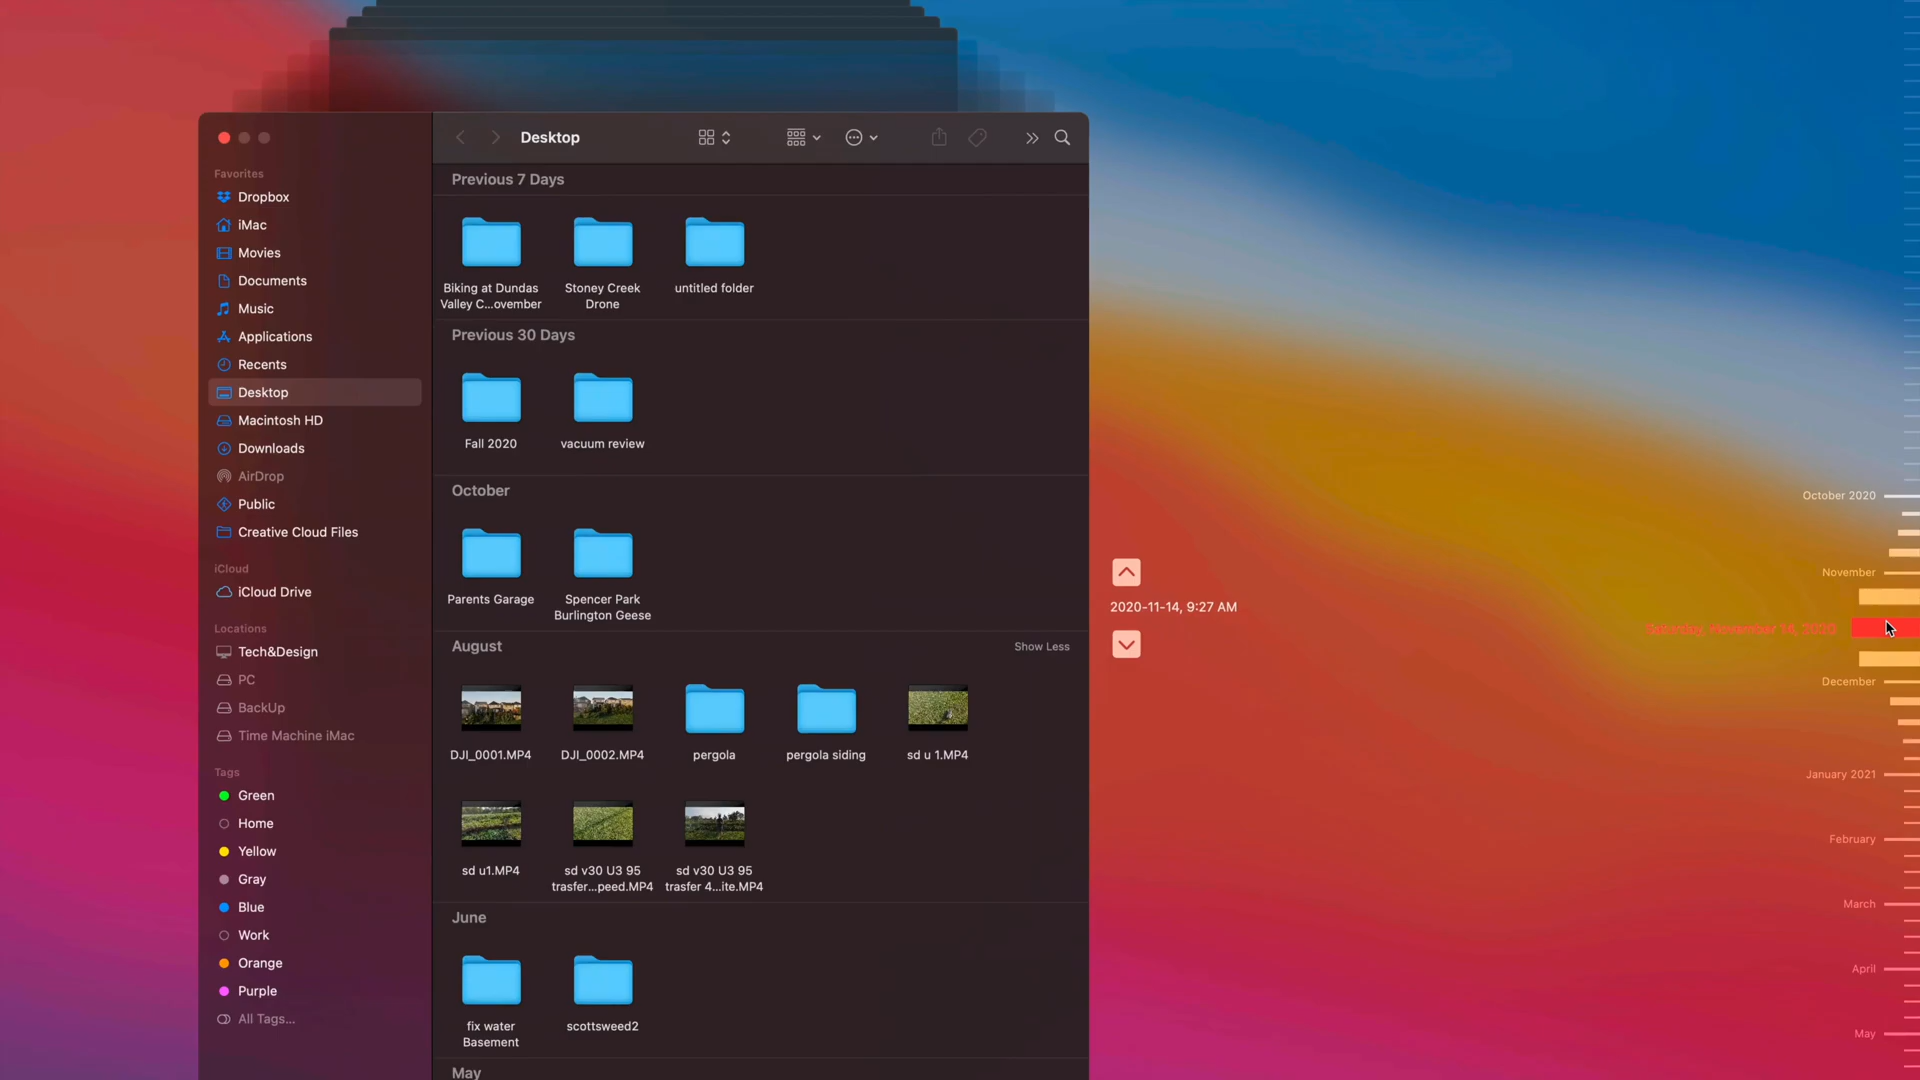 Desktop
Favorites
Dropbox
iMac
Movies
Documents
Music
Applications
Recents
Desktop
Macintosh HD
Downloads
AirDrop
Public
Creative Cloud Files
iCloud
iCloud Drive
Locations
Tech&Design
PC
BackUp
Time Machine iMac
Tags
Green
Home
Yellow
Gray
Blue
Work
Orange
Purple
All Tags...
Previous 7 Days
Biking at Dundas
Valley C...ovember
Stoney Creek
Drone
untitled folder
Previous 30 Days
Fall 2020
vacuum review
October
Parents Garage
Spencer Park
Burlington Geese
August
Show Less
DJI_0001.MP4
DJI_0002.MP4
pergola
pergola siding
sd u 1.MP4
sd u1.MP4
sd v30 U3 95
trasfer...peed.MP4
sd v30 U3 95
trasfer 4...ite.MP4
June
fix water
Basement
scottsweed2
May
2020-11-14, 9:27 AM
October 2020
November
Saturday, November 14, 2020
December
January 2021
February
March
April
May